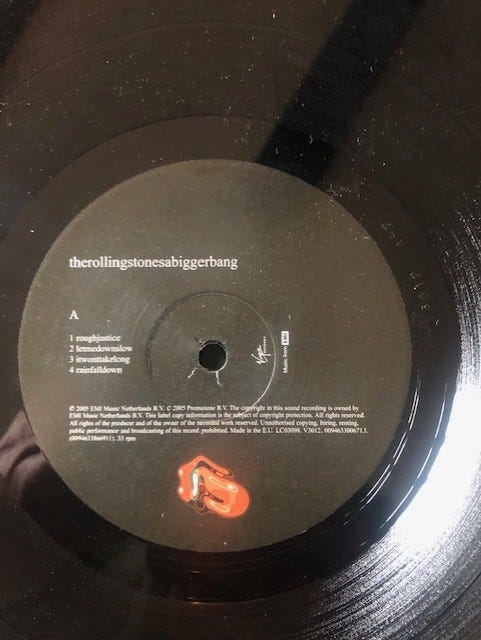 therollingstonesabiggerbang
A
1 roughjustice
2 letmedownslow
3 itwonttakelong
4 rainfalldown
Virgin
Music from EMI
℗ 2005 EMI Music Netherlands B.V. © 2005 Promotone B.V. The copyright in this sound recording is owned by
EMI Music Netherlands B.V. This label copy information is the subject of copyright protection. All rights reserved.
All rights of the producer and of the owner of the recorded work reserved. Unauthorised copying, hiring, renting,
public performance and broadcasting of this record prohibited. Made in the E.U. LC03098. V3012. 0094633006713.
33 rpm